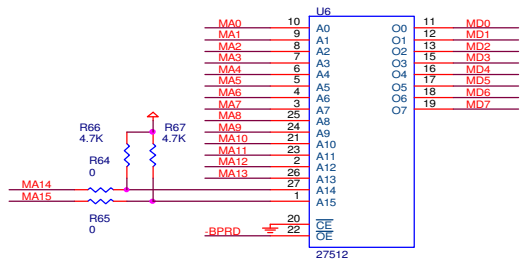 U6
MA0 10 A0 O0 11 MD0
MA1 9 A1 O1 12 MD1
MA2 8 A2 O2 13 MD2
MA3 7 A3 O3 15 MD3
MA4 6 A4 O4 16 MD4
MA5 5 A5 O5 17 MD5
MA6 4 A6 O6 18 MD6
MA7 3 A7 O7 19 MD7
MA8 25 A8
MA9 24 A9
MA10 21 A10
MA11 23 A11
MA12 2 A12
MA13 26 A13
R66 R67
4.7K 4.7K
R64
0
MA14 27 A14
MA15 1 A15
R65
0
20 CE
-BPRD 22 OE
27512